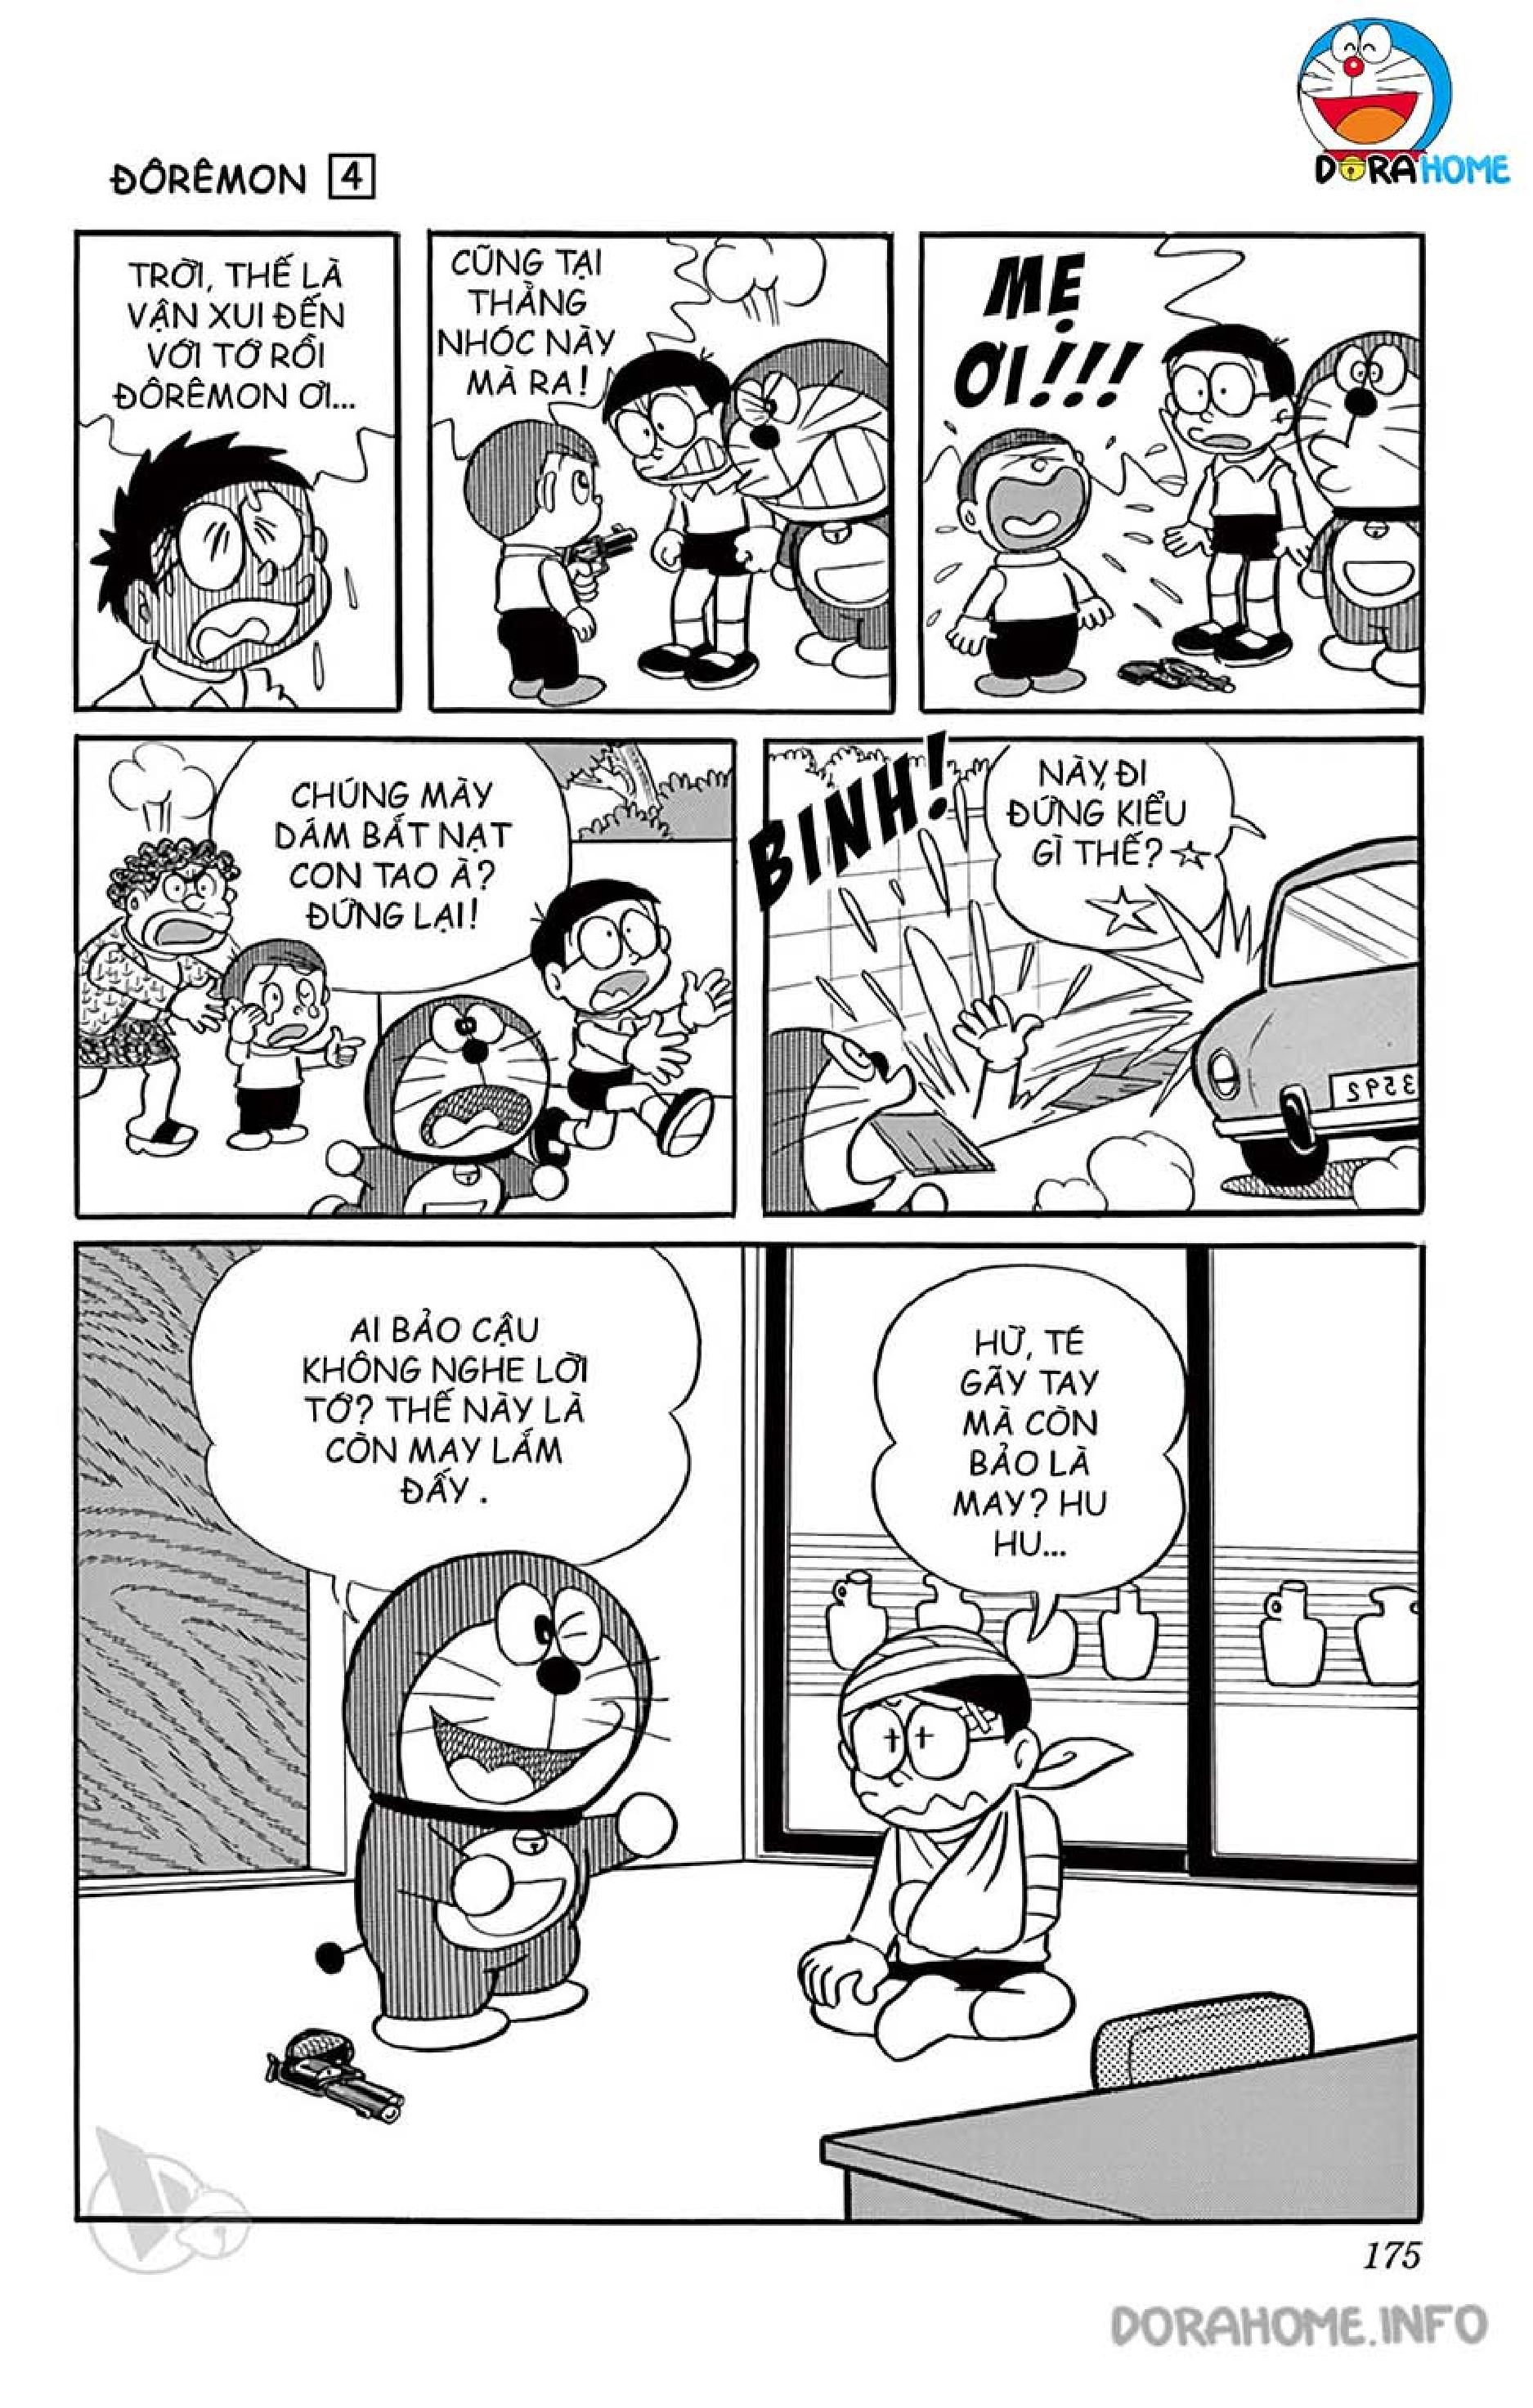 DORAHOME
ĐÔRÊMON 4
TRỜI, THẾ LÀ
VẬN XUI ĐẾN
VỚI TỚ RỒI
ĐÔRÊMON ƠI...
CŨNG TẠI
THẰNG
NHÓC NÀY
MÀ RA!
MẸ
ƠI!!!
CHÚNG MÀY
DÁM BẮT NẠT
CON TAO À?
ĐỨNG LẠI!
BINH!
NÀY, ĐI
ĐỨNG KIỂU
GÌ THẾ?
3592
AI BẢO CẬU
KHÔNG NGHE LỜI
TỚ? THẾ NÀY LÀ
CÒN MAY LẮM
ĐẤY.
HỪ, TÉ
GÃY TAY
MÀ CÒN
BẢO LÀ
MAY? HU
HU...
175
DORAHOME.INFO